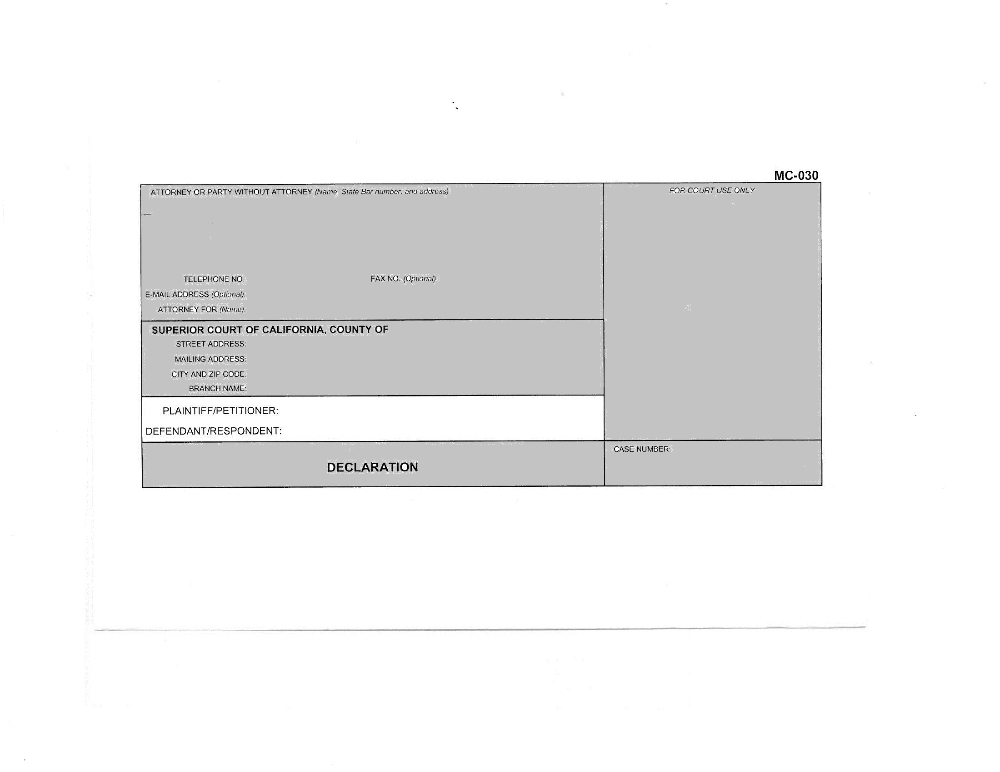 MC-030
ATTORNEY OR PARTY WITHOUT ATTORNEY (Name, State Bar number, and address):
FOR COURT USE ONLY
TELEPHONE NO.
FAX NO. (Optional):
E-MAIL ADDRESS (Optional):
ATTORNEY FOR (Name):
SUPERIOR COURT OF CALIFORNIA, COUNTY OF
STREET ADDRESS:
MAILING ADDRESS:
CITY AND ZIP CODE:
BRANCH NAME:
PLAINTIFF/PETITIONER:
DEFENDANT/RESPONDENT:
DECLARATION
CASE NUMBER: